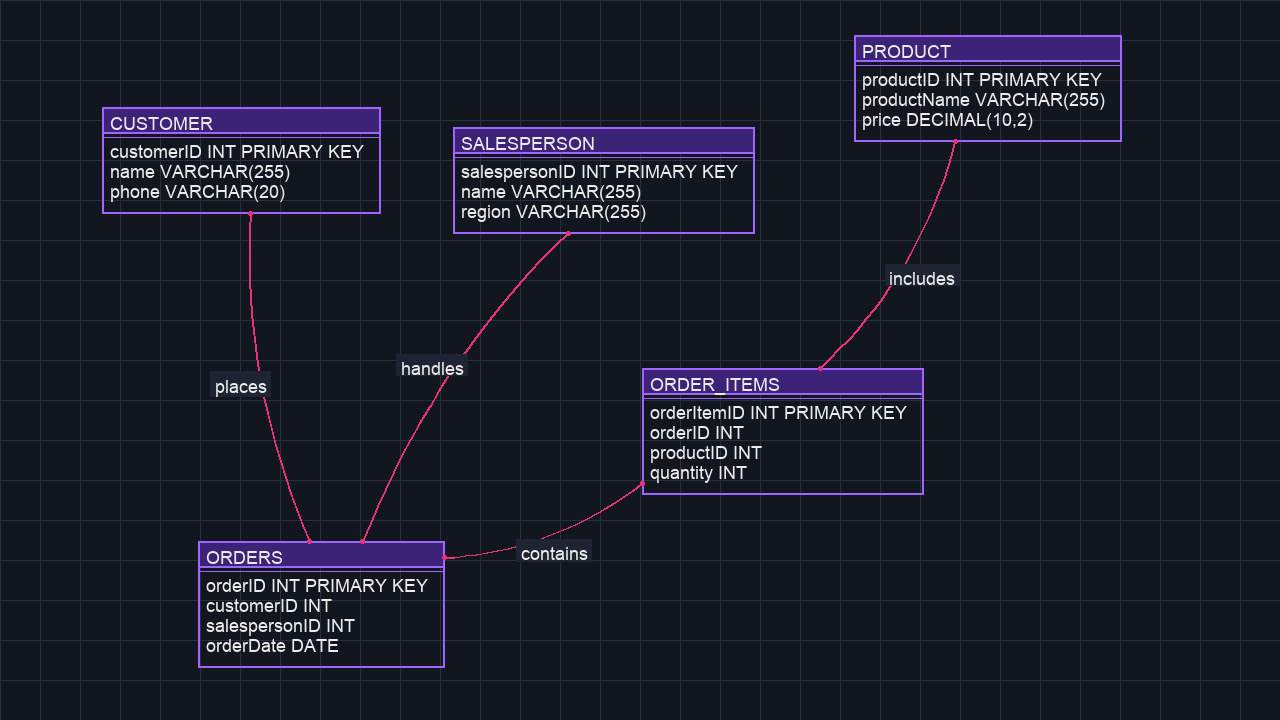 PRODUCT
productID INT PRIMARY KEY
productName VARCHAR(255)
price DECIMAL(10,2)
CUSTOMER
customerID INT PRIMARY KEY
name VARCHAR(255)
phone VARCHAR(20)
SALESPERSON
salespersonID INT PRIMARY KEY
name VARCHAR(255)
region VARCHAR(255)
includes
handles
places
ORDER_ITEMS
orderItemID INT PRIMARY KEY
orderID INT
productID INT
quantity INT
contains
ORDERS
orderID INT PRIMARY KEY
customerID INT
salespersonID INT
orderDate DATE